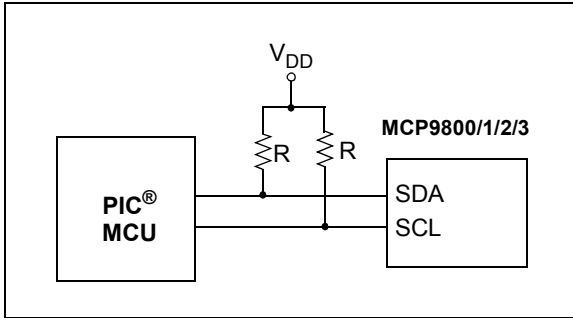 VDD
MCP9800/1/2/3
R
R
PIC®
MCU
SDA
SCL